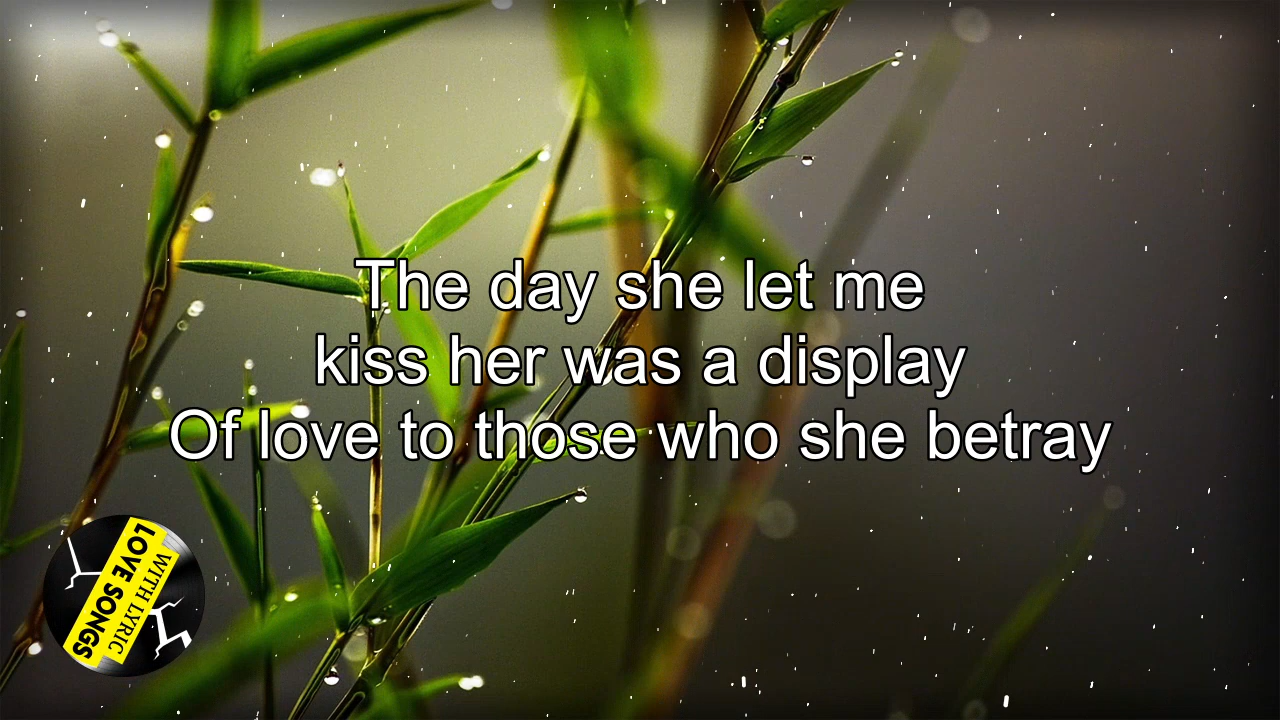 The day she let me
kiss her was a display
Of love to those who she betray
LOVE SONGS
WITH LYRIC